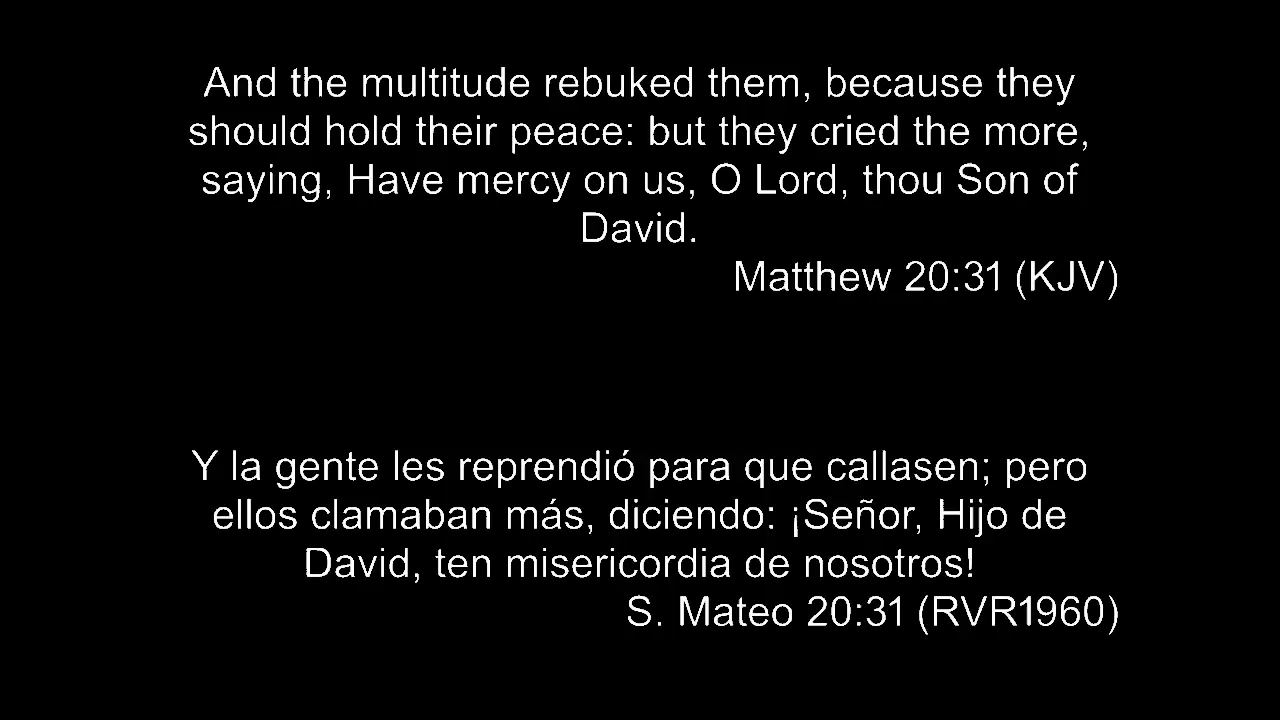 And the multitude rebuked them, because they
should hold their peace: but they cried the more,
saying, Have mercy on us, O Lord, thou Son of
David.
Matthew 20:31 (KJV)
Y la gente les reprendió para que callasen; pero
ellos clamaban más, diciendo: ¡Señor, Hijo de
David, ten misericordia de nosotros!
S. Mateo 20:31 (RVR1960)